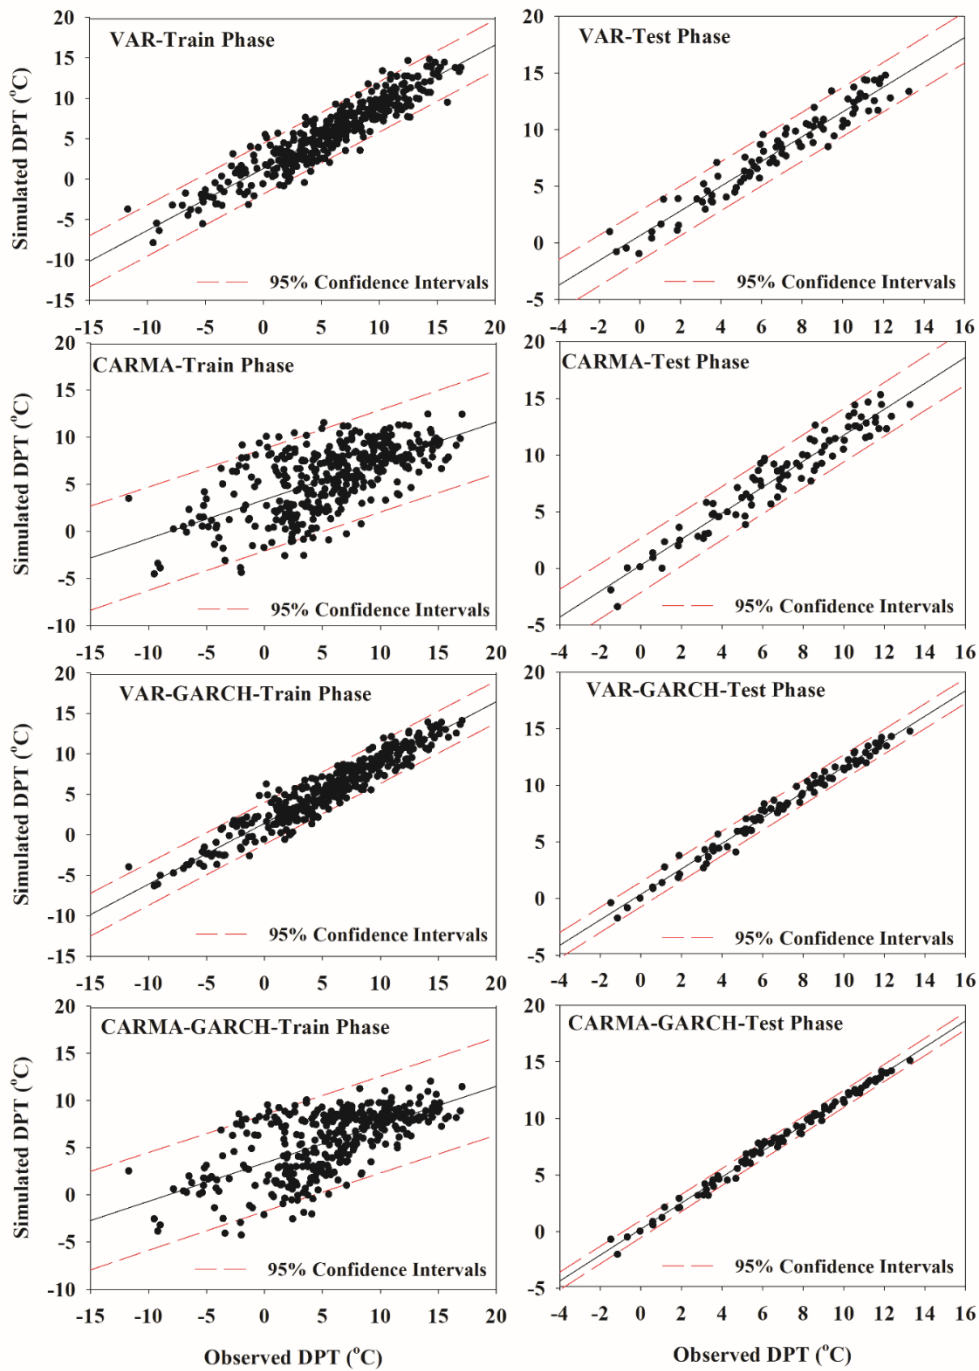 VAR-Train Phase
Simulated DPT (°C)
20
15
10
5
0
-5
-10
-15
95% Confidence Intervals
-15 -10 -5 0 5 10 15 20
VAR-Test Phase
20
15
10
5
0
-5
95% Confidence Intervals
-4 -2 0 2 4 6 8 10 12 14 16
CARMA-Train Phase
Simulated DPT (°C)
20
15
10
5
0
-5
-10
95% Confidence Intervals
-15 -10 -5 0 5 10 15 20
CARMA-Test Phase
20
15
10
5
0
-5
95% Confidence Intervals
-4 -2 0 2 4 6 8 10 12 14 16
VAR-GARCH-Train Phase
Simulated DPT (°C)
20
15
10
5
0
-5
-10
-15
95% Confidence Intervals
-15 -10 -5 0 5 10 15 20
VAR-GARCH-Test Phase
20
15
10
5
0
-5
95% Confidence Intervals
-4 -2 0 2 4 6 8 10 12 14 16
CARMA-GARCH-Train Phase
Simulated DPT (°C)
20
15
10
5
0
-5
-10
95% Confidence Intervals
-15 -10 -5 0 5 10 15 20
Observed DPT (°C)
CARMA-GARCH-Test Phase
20
15
10
5
0
-5
95% Confidence Intervals
-4 -2 0 2 4 6 8 10 12 14 16
Observed DPT (°C)